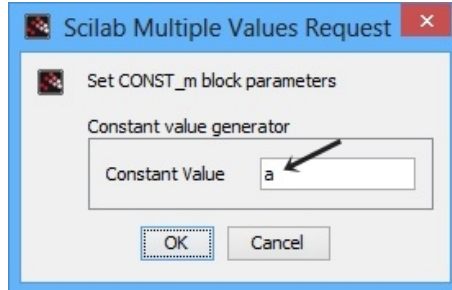 Scilab Multiple Values Request
Set CONST_m block parameters
Constant value generator
Constant Value a
OK Cancel